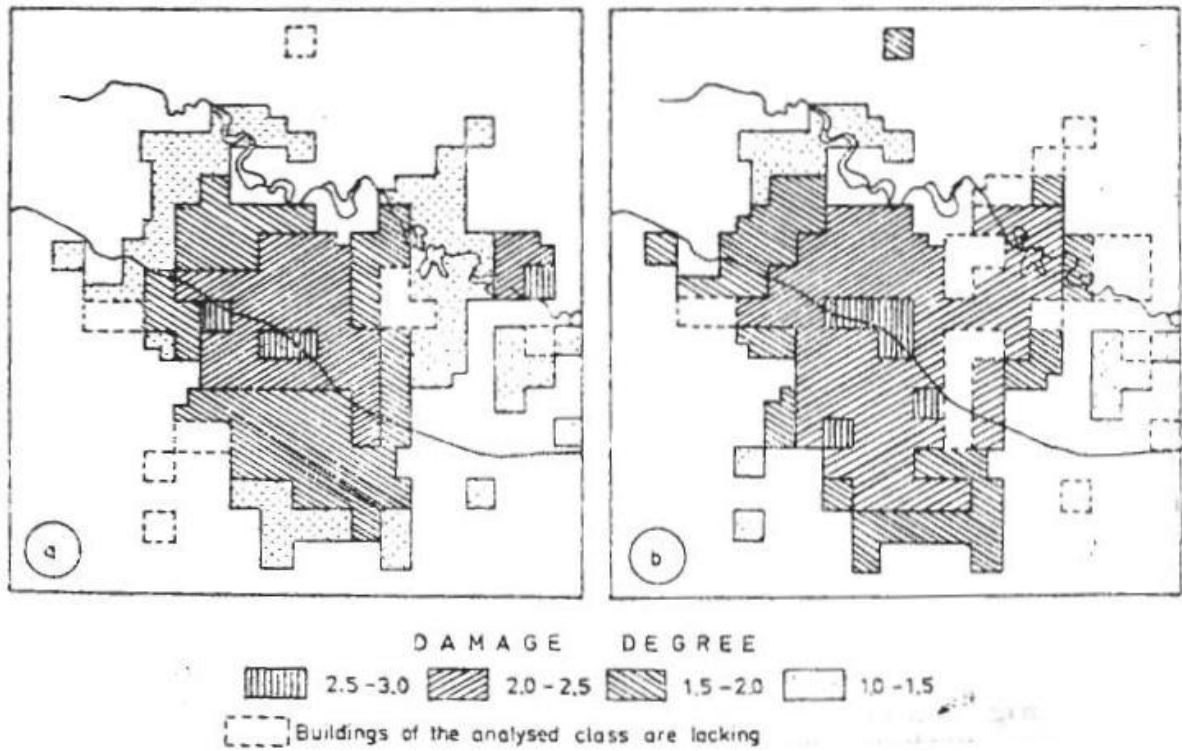 a
b
DAMAGE DEGREE
2.5-3.0 2.0-2.5 1.5-2.0 1.0-1.5
Buildings of the analysed class are lacking